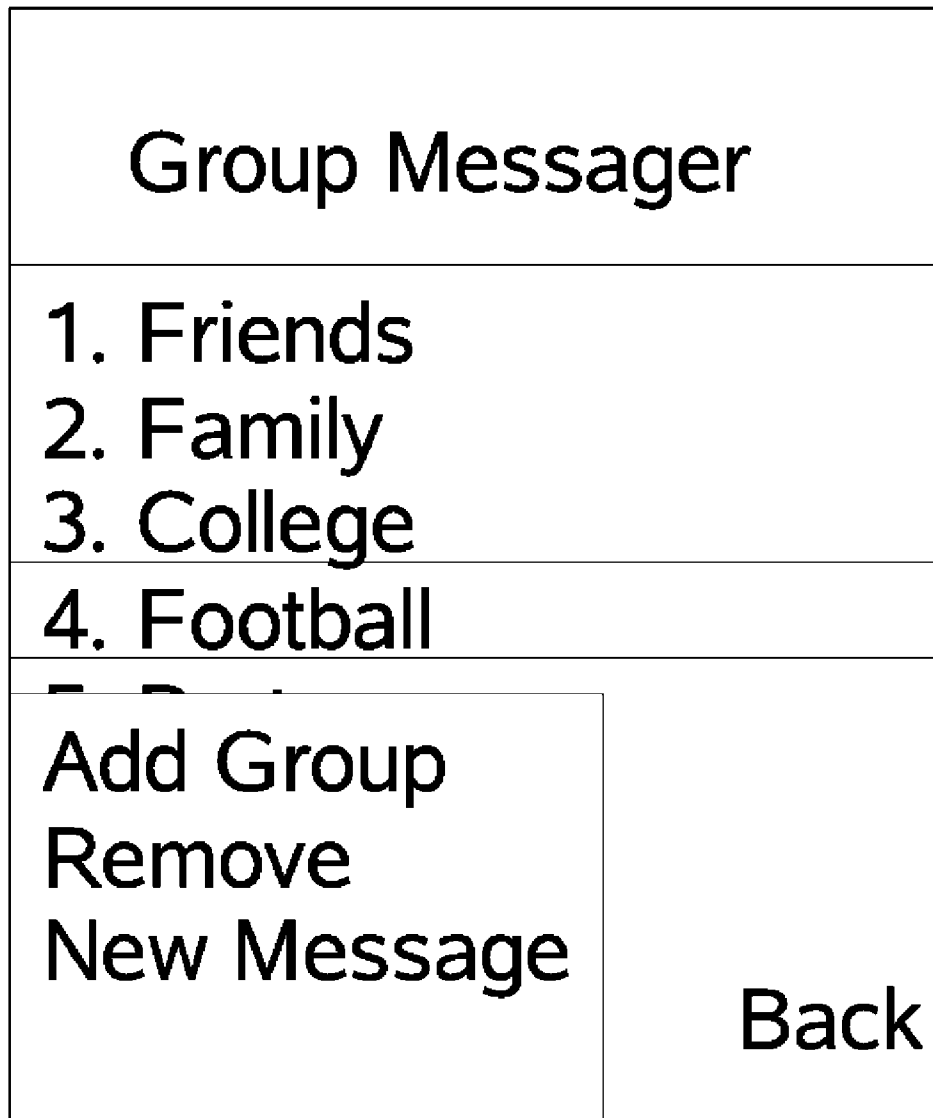 Group Messager
1. Friends
2. Family
3. College
4. Football
Add Group
Remove
New Message
Back